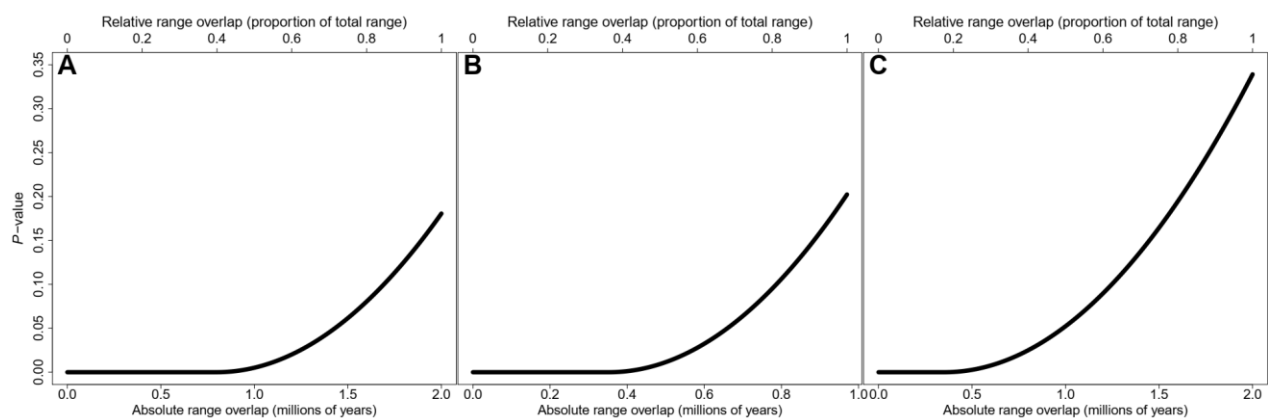 Relative range overlap (proportion of total range) Relative range overlap (proportion of total range) Relative range overlap (proportion of total range)
0 0.2 0.4 0.6 0.8 1 0 0.2 0.4 0.6 0.8 1 0 0.2 0.4 0.6 0.8 1
A B C
0.35
0.30
0.25
0.20
0.15
0.10
0.05
0.00
P−value
0.0 0.5 1.0 1.5 2.0 0.0 0.2 0.4 0.6 0.8 1.0 0.0 0.5 1.0 1.5 2.0
Absolute range overlap (millions of years) Absolute range overlap (millions of years) Absolute range overlap (millions of years)